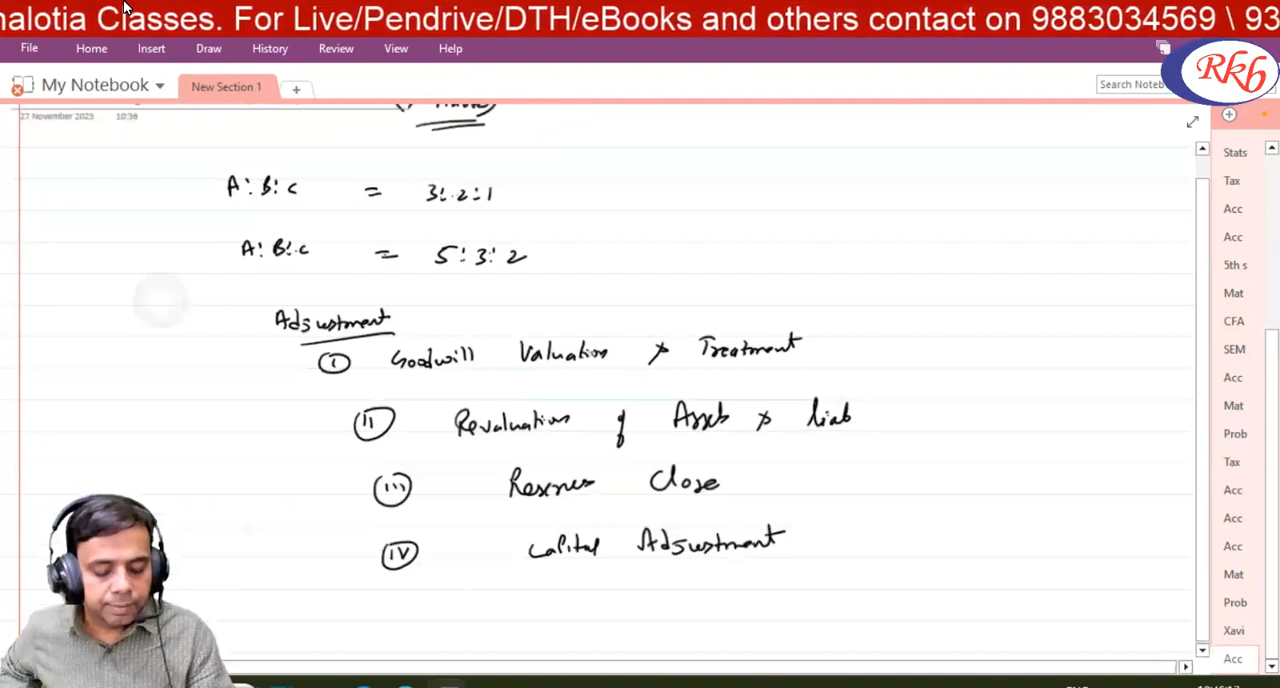 nalotia Classes. For Live/Pendrive/DTH/eBooks and others contact on 9883034569 \ 93
File Home Insert Draw History Review View Help
My Notebook New Section 1 +
Search Noteb
Rkb
27 November 2023 10:36
A : B : C = 3 : 2 : 1
A : B : C = 5 : 3 : 2
Adjustment
(i) Goodwill Valuation & Treatment
(ii) Revaluation of Asset & liab
(iii) Reserves Close
(iv) Capital Adjustment
Stats
Tax
Acc
Acc
5th s
Mat
CFA
SEM
Acc
Mat
Prob
Tax
Acc
Acc
Acc
Mat
Prob
Xavi
Acc